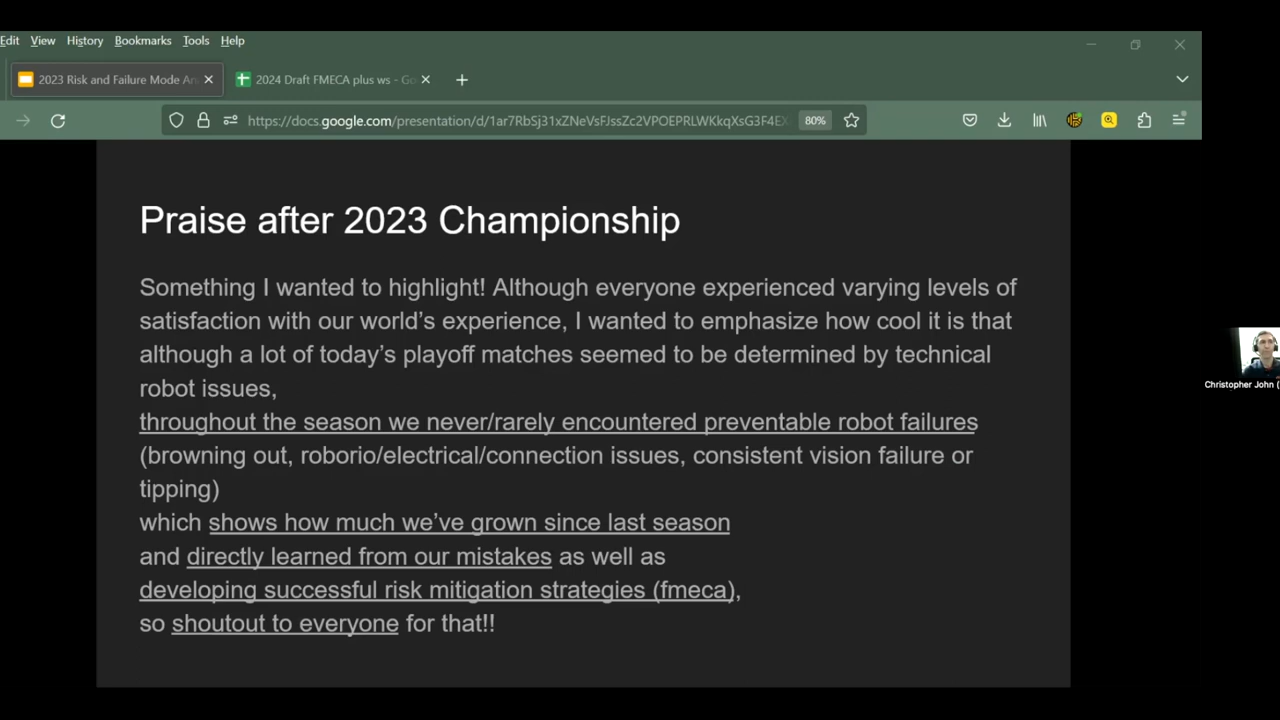 Edit View History Bookmarks Tools Help
2023 Risk and Failure Mode An
2024 Draft FMECA plus ws - Go
https://docs.google.com/presentation/d/1ar7RbSj31xZNeVsFJssZc2VPOEPRLWKkqXsG3F4EX
80%
Praise after 2023 Championship
Something I wanted to highlight! Although everyone experienced varying levels of
satisfaction with our world's experience, I wanted to emphasize how cool it is that
although a lot of today's playoff matches seemed to be determined by technical
robot issues,
throughout the season we never/rarely encountered preventable robot failures
(browning out, roborio/electrical/connection issues, consistent vision failure or
tipping)
which shows how much we've grown since last season
and directly learned from our mistakes as well as
developing successful risk mitigation strategies (fmeca),
so shoutout to everyone for that!!
Christopher John (